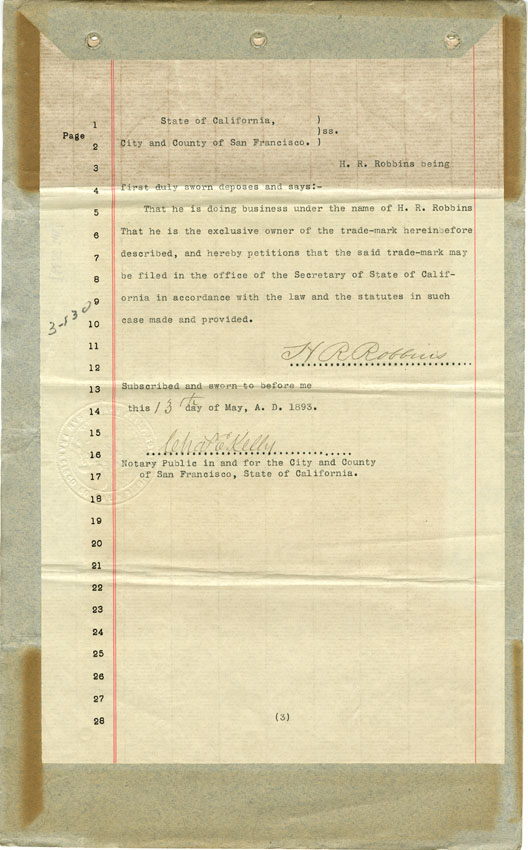 Page
1 State of California, )
)ss.
2 City and County of San Francisco. )
3 H. R. Robbins being
4 first duly sworn deposes and says:-
5 That he is doing business under the name of H. R. Robbins
6 That he is the exclusive owner of the trade-mark hereinbefore
7 described, and hereby petitions that the said trade-mark may
8 be filed in the office of the Secretary of State of Calif-
9 ornia in accordance with the law and the statutes in such
10 case made and provided.
3-130
11 H R Robbins
12
13 Subscribed and sworn to before me
14 this 13th day of May, A. D. 1893.
15 Kelly
16 Notary Public in and for the City and County
17 of San Francisco, State of California.
18
19
20
21
22
23
24
25
26
27
28 (3)